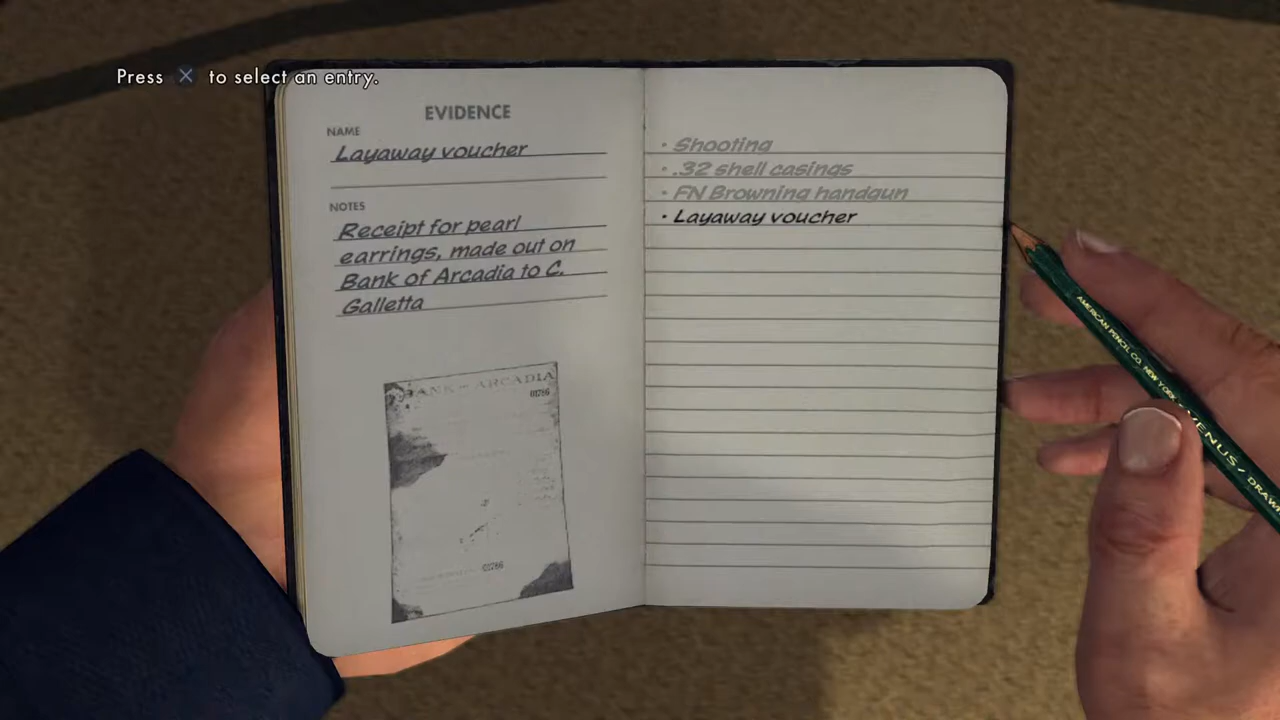 Press X to select an entry.
EVIDENCE
NAME
Layaway voucher
NOTES
Receipt for pearl
earrings, made out on
Bank of Arcadia to C.
Galletta
BANK OF ARCADIA
01786
01786
• Shooting
• .32 shell casings
• FN Browning handgun
• Layaway voucher
AMERICAN PENCIL CO. NEW YORK
VENUS/DRAW